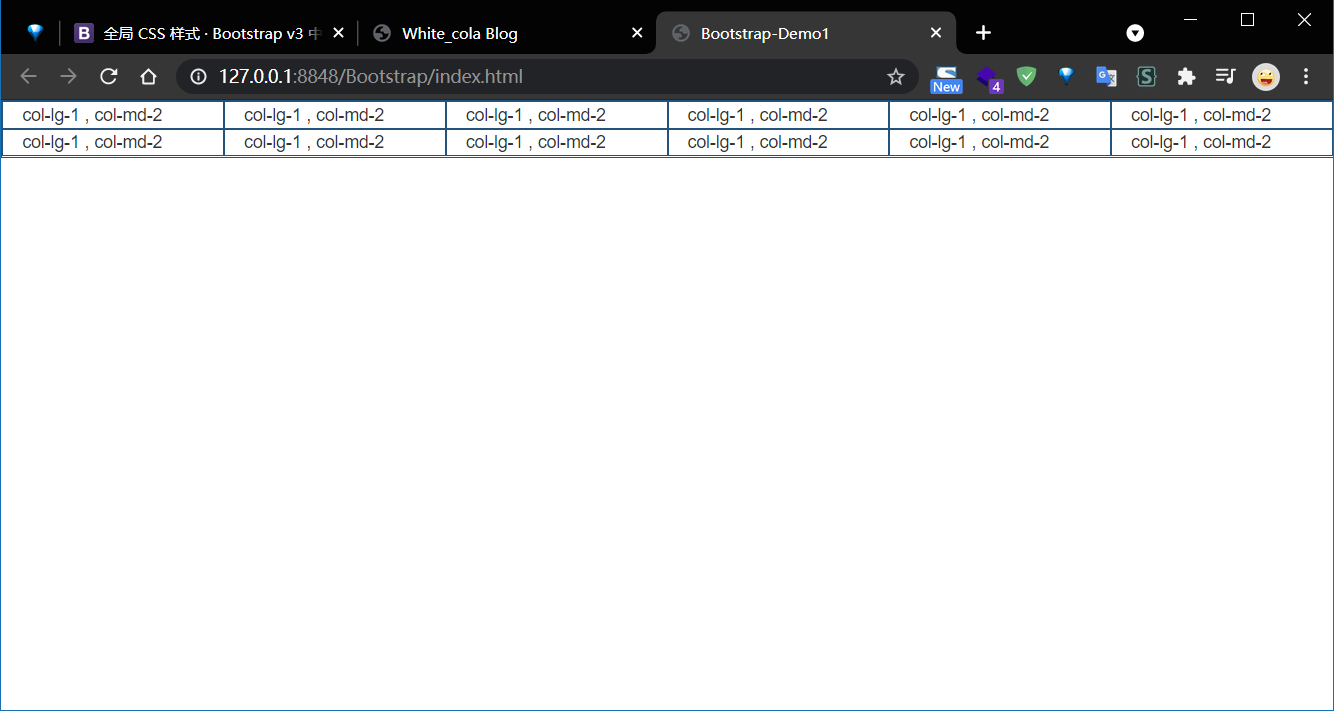 全局 CSS 样式 · Bootstrap v3 中
White_cola Blog
Bootstrap-Demo1
127.0.0.1:8848/Bootstrap/index.html
New
4
col-lg-1 , col-md-2 col-lg-1 , col-md-2 col-lg-1 , col-md-2 col-lg-1 , col-md-2 col-lg-1 , col-md-2 col-lg-1 , col-md-2
col-lg-1 , col-md-2 col-lg-1 , col-md-2 col-lg-1 , col-md-2 col-lg-1 , col-md-2 col-lg-1 , col-md-2 col-lg-1 , col-md-2